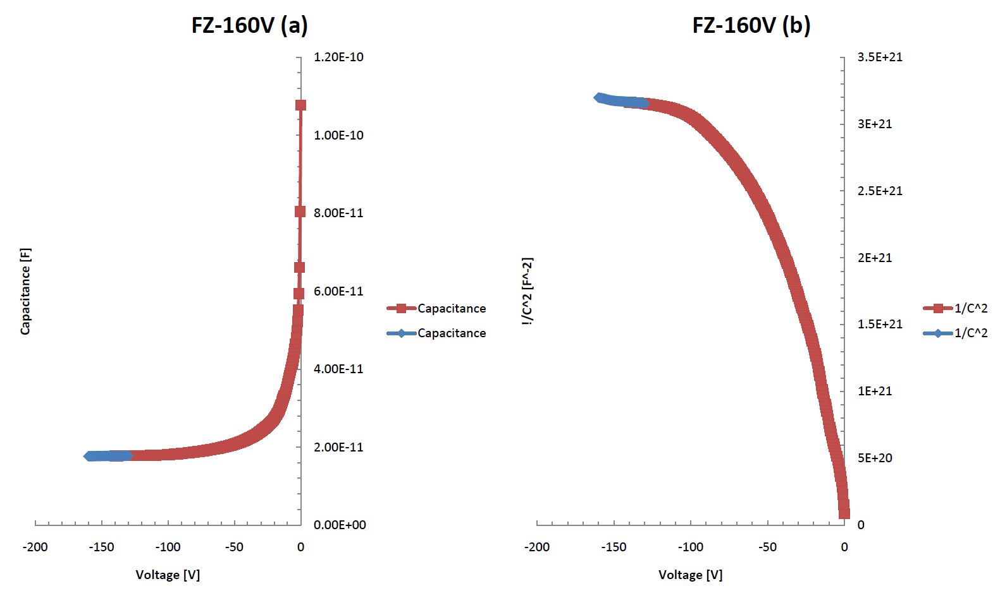 FZ-160V (a)
1.20E-10
1.00E-10
8.00E-11
6.00E-11
4.00E-11
2.00E-11
0.00E+00
Capacitance [F]
-200 -150 -100 -50 0
Voltage [V]
Capacitance
Capacitance
FZ-160V (b)
3.5E+21
3E+21
2.5E+21
2E+21
1.5E+21
1E+21
5E+20
0
!/C^2 [F^-2]
-200 -150 -100 -50 0
Voltage [V]
1/C^2
1/C^2